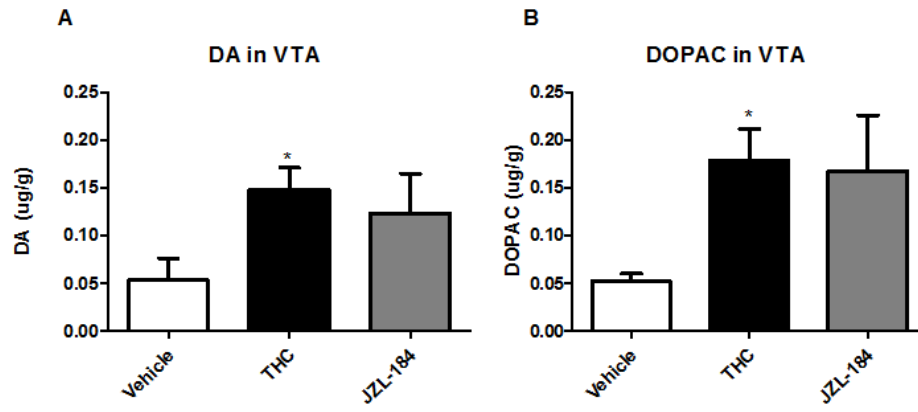 A
DA in VTA
DA (ug/g)
0.25
0.20
0.15
0.10
0.05
0.00
*
Vehicle
THC
JZL-184
B
DOPAC in VTA
DOPAC (ug/g)
0.25
0.20
0.15
0.10
0.05
0.00
*
Vehicle
THC
JZL-184